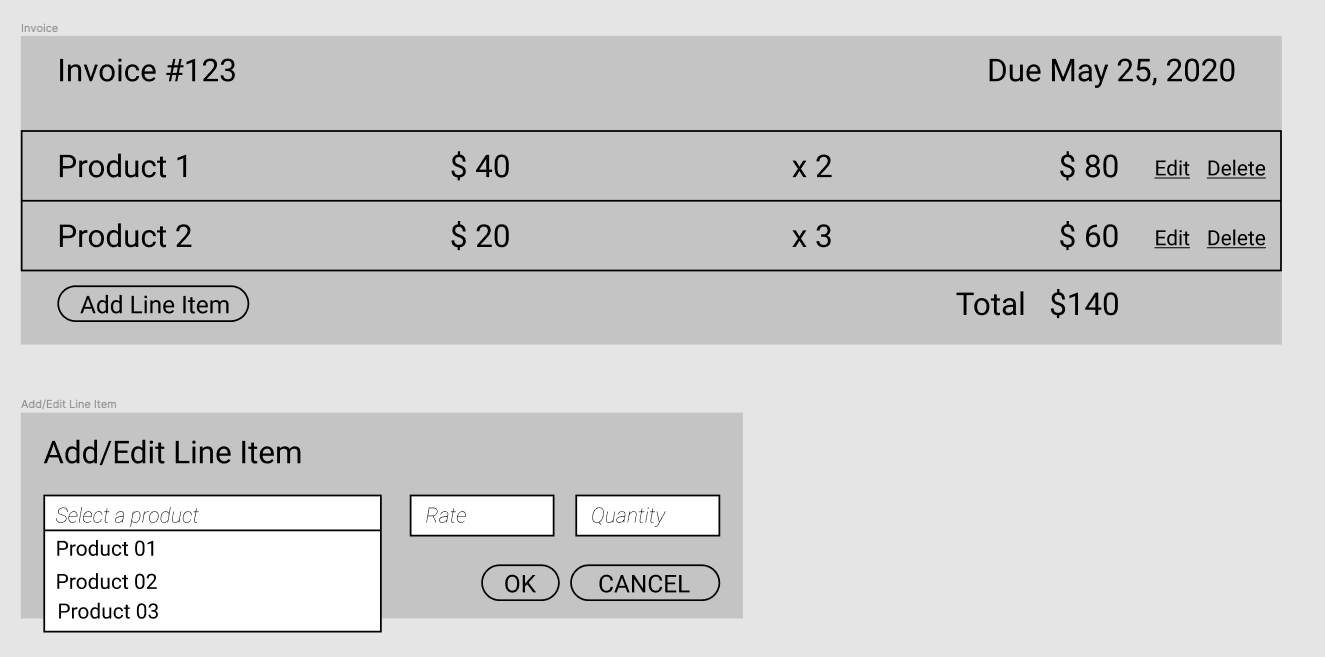 Invoice
Invoice #123 Due May 25, 2020
Product 1 $ 40 x 2 $ 80 Edit Delete
Product 2 $ 20 x 3 $ 60 Edit Delete
Add Line Item Total $140
Add/Edit Line Item
Add/Edit Line Item
Select a product Rate Quantity
Product 01
Product 02
Product 03
OK CANCEL